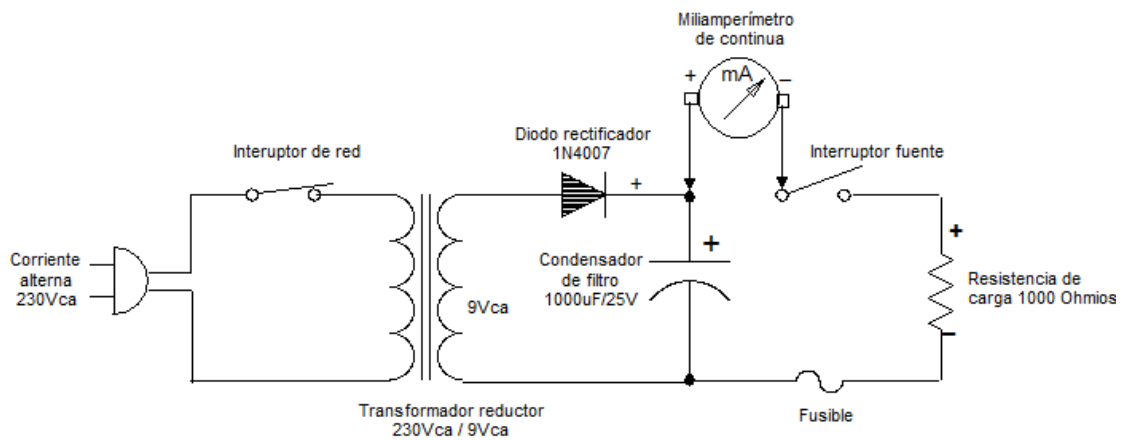 Miliamperímetro
de continua
+
mA
−
Diodo rectificador
1N4007
Interuptor de red
Interruptor fuente
+
+
+
Corriente
alterna
230Vca
9Vca
Condensador
de filtro
1000uF/25V
Resistencia de
carga 1000 Ohmios
−
Transformador reductor
230Vca / 9Vca
Fusible